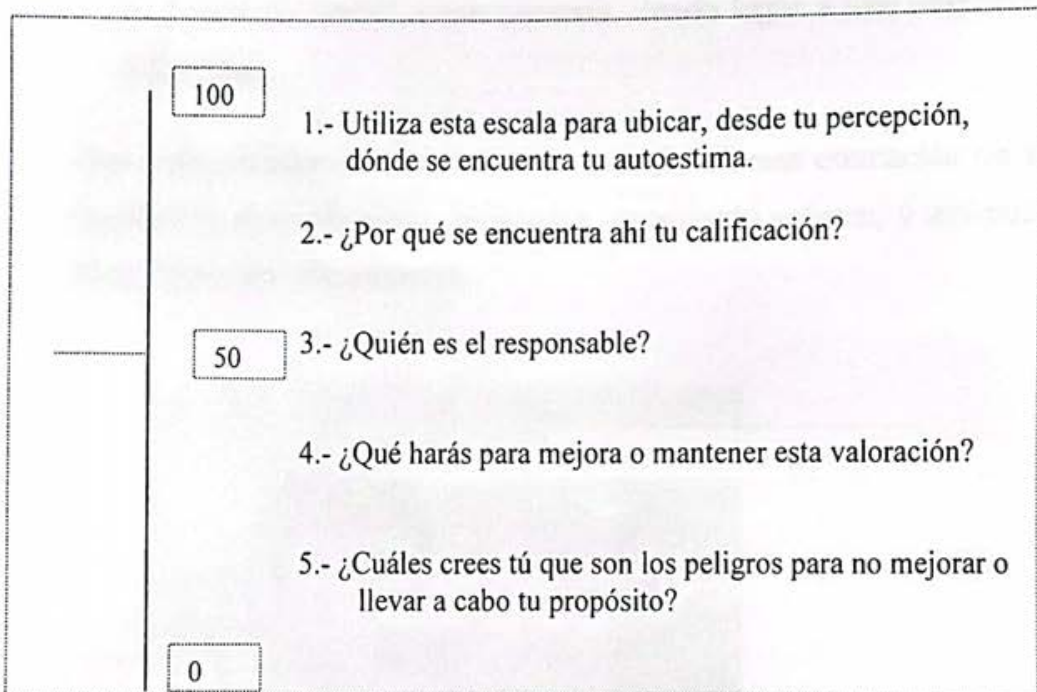 100
1.- Utiliza esta escala para ubicar, desde tu percepción,
dónde se encuentra tu autoestima.
2.- ¿Por qué se encuentra ahí tu calificación?
50
3.- ¿Quién es el responsable?
4.- ¿Qué harás para mejora o mantener esta valoración?
5.- ¿Cuáles crees tú que son los peligros para no mejorar o
llevar a cabo tu propósito?
0